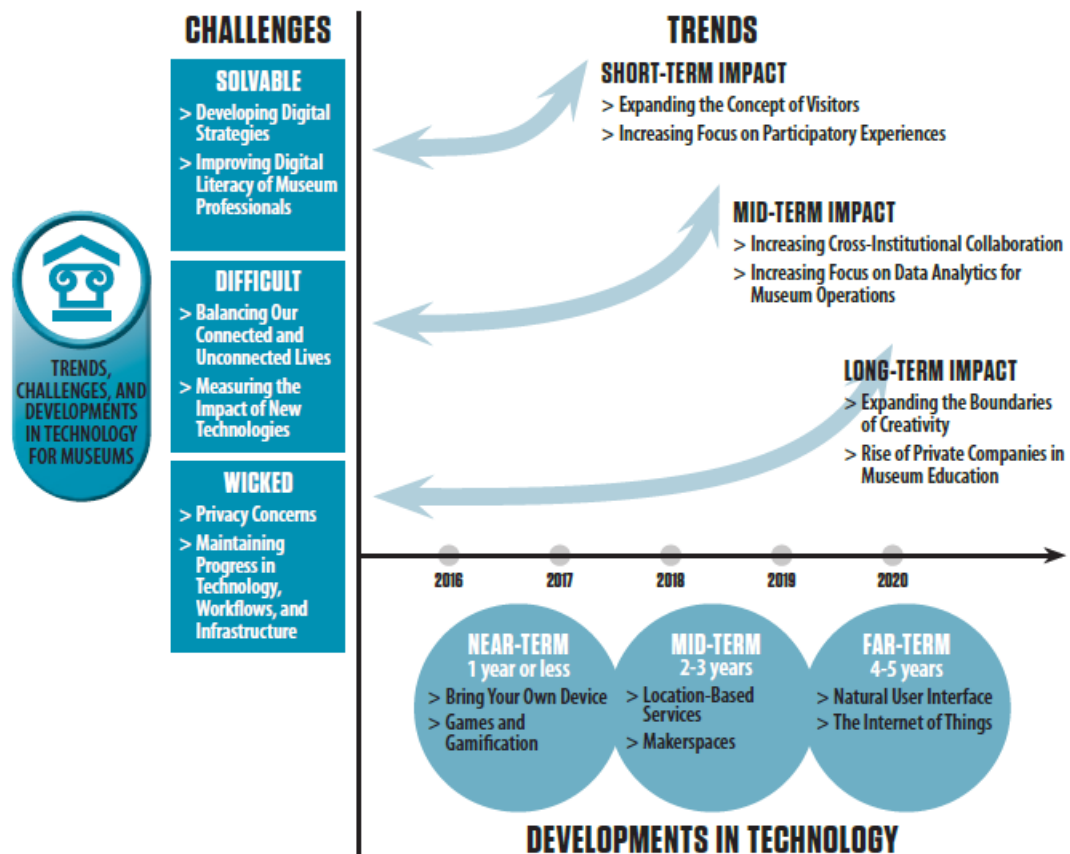 CHALLENGES
SOLVABLE
> Developing Digital
Strategies
> Improving Digital
Literacy of Museum
Professionals
DIFFICULT
> Balancing Our
Connected and
Unconnected Lives
> Measuring the
Impact of New
Technologies
WICKED
> Privacy Concerns
> Maintaining
Progress in
Technology,
Workflows, and
Infrastructure
TRENDS,
CHALLENGES, AND
DEVELOPMENTS
IN TECHNOLOGY
FOR MUSEUMS
TRENDS
SHORT-TERM IMPACT
> Expanding the Concept of Visitors
> Increasing Focus on Participatory Experiences
MID-TERM IMPACT
> Increasing Cross-Institutional Collaboration
> Increasing Focus on Data Analytics for
Museum Operations
LONG-TERM IMPACT
> Expanding the Boundaries
of Creativity
> Rise of Private Companies in
Museum Education
2016 2017 2018 2019 2020
NEAR-TERM
1 year or less
> Bring Your Own Device
> Games and
Gamification
MID-TERM
2-3 years
> Location-Based
Services
> Makerspaces
FAR-TERM
4-5 years
> Natural User Interface
> The Internet of Things
DEVELOPMENTS IN TECHNOLOGY